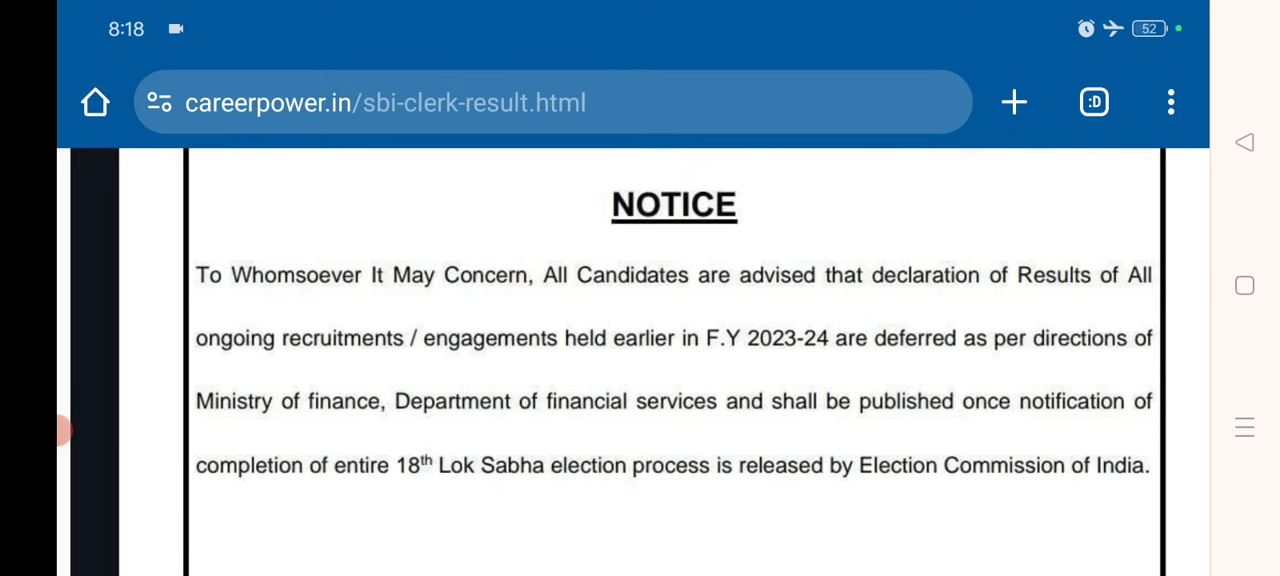 8:18
52
careerpower.in/sbi-clerk-result.html
:D
NOTICE
To Whomsoever It May Concern, All Candidates are advised that declaration of Results of All
ongoing recruitments / engagements held earlier in F.Y 2023-24 are deferred as per directions of
Ministry of finance, Department of financial services and shall be published once notification of
completion of entire 18th Lok Sabha election process is released by Election Commission of India.